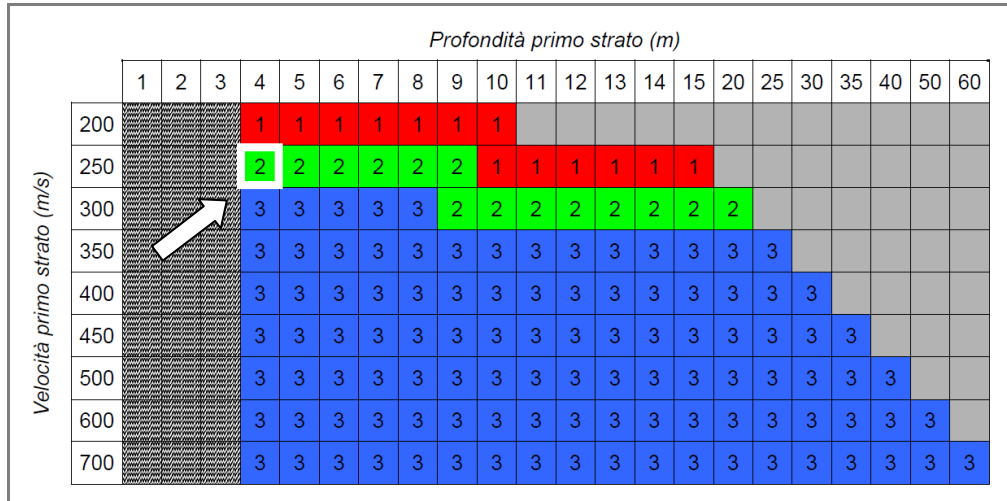 Profondità primo strato (m)
1 2 3 4 5 6 7 8 9 10 11 12 13 14 15 20 25 30 35 40 50 60
Velocità primo strato (m/s)
200 1 1 1 1 1 1 1
250 2 2 2 2 2 2 1 1 1 1 1 1
300 3 3 3 3 3 2 2 2 2 2 2 2 2
350 3 3 3 3 3 3 3 3 3 3 3 3 3 3
400 3 3 3 3 3 3 3 3 3 3 3 3 3 3 3
450 3 3 3 3 3 3 3 3 3 3 3 3 3 3 3 3
500 3 3 3 3 3 3 3 3 3 3 3 3 3 3 3 3 3
600 3 3 3 3 3 3 3 3 3 3 3 3 3 3 3 3 3 3
700 3 3 3 3 3 3 3 3 3 3 3 3 3 3 3 3 3 3 3